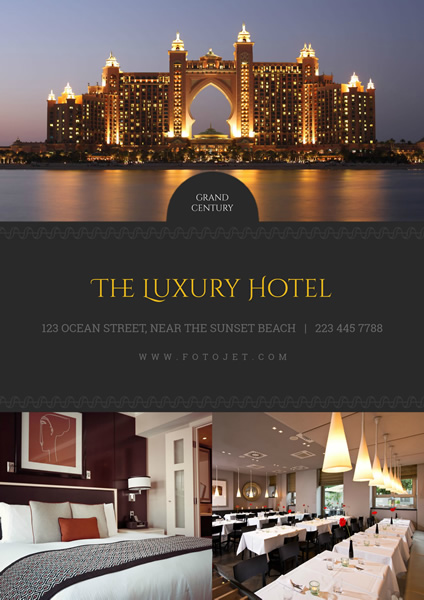 GRAND
CENTURY
The Luxury Hotel
123 OCEAN STREET, NEAR THE SUNSET BEACH | 223 445 7788
WWW.FOTOJET.COM